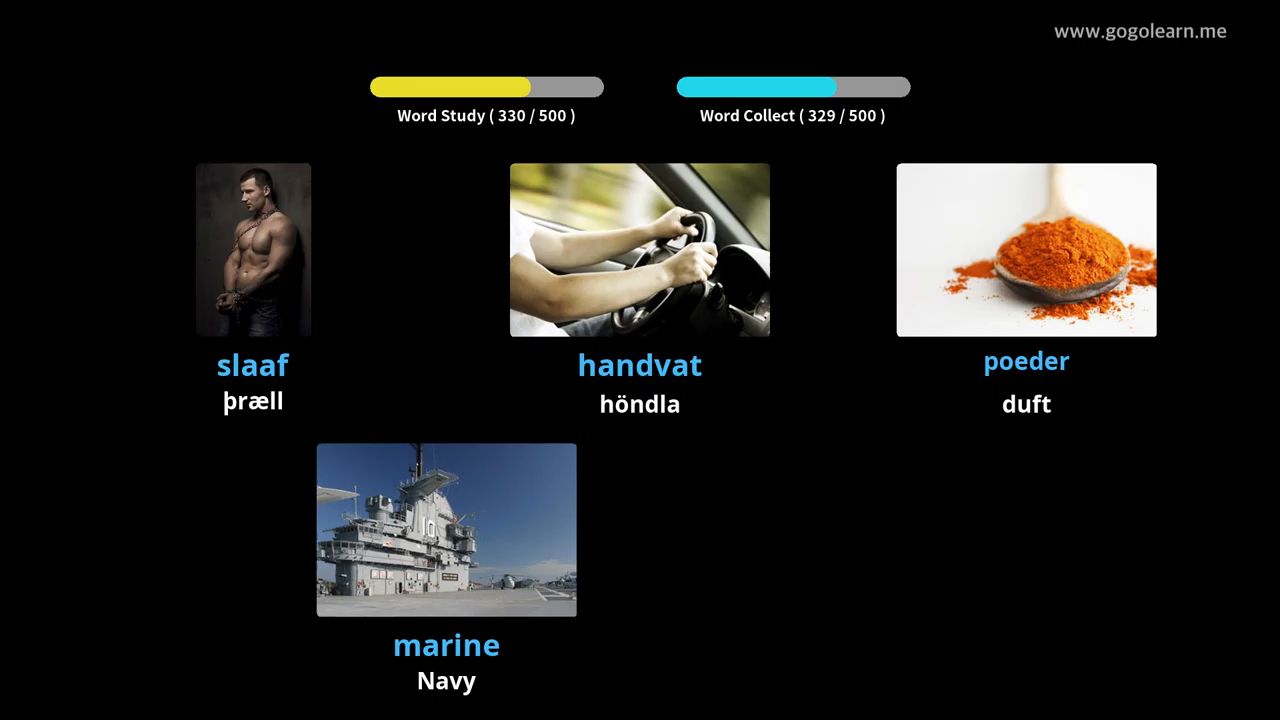 www.gogolearn.me
Word Study ( 330 / 500 )
Word Collect ( 329 / 500 )
slaaf
þræll
handvat
höndla
poeder
duft
10
marine
Navy